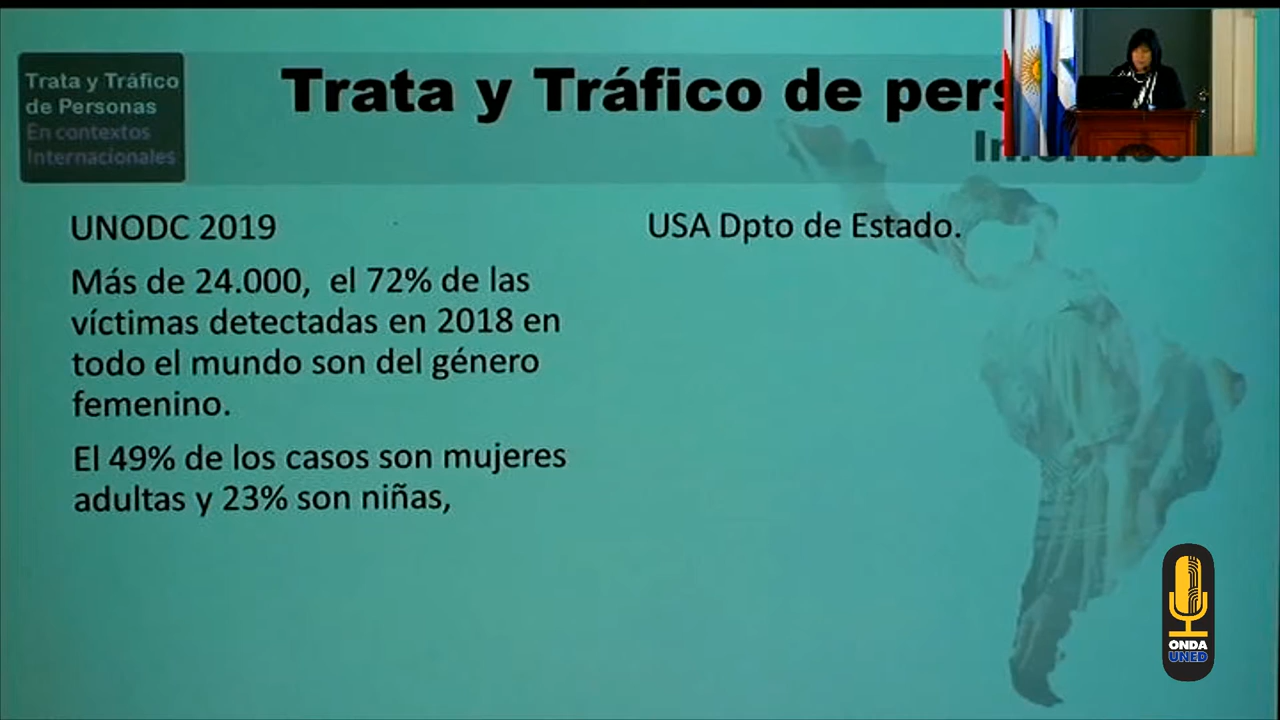 Trata y Tráfico
de Personas
En contextos
Internacionales
Trata y Tráfico de pers
UNODC 2019
USA Dpto de Estado.
Más de 24.000, el 72% de las
víctimas detectadas en 2018 en
todo el mundo son del género
femenino.
El 49% de los casos son mujeres
adultas y 23% son niñas,
ONDA
UNED